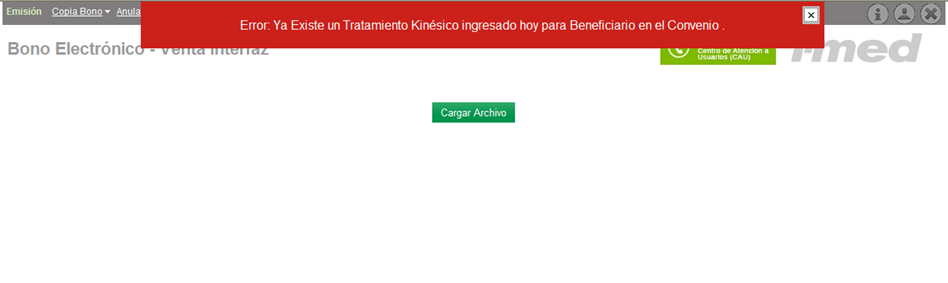 Error: Ya Existe un Tratamiento Kinésico ingresado hoy para Beneficiario en el Convenio .
Emisión Copia Bono Anula
Bono Electrónico - Venta Interfaz
Centro de Atención a
Usuarios (CAU)
i-med
Cargar Archivo